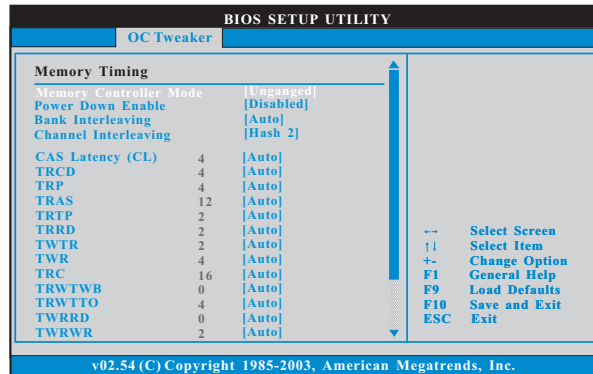 BIOS SETUP UTILITY
OC Tweaker
Memory Timing
Memory Controller Mode [Unganged]
Power Down Enable [Disabled]
Bank Interleaving [Auto]
Channel Interleaving [Hash 2]
CAS Latency (CL) 4 [Auto]
TRCD 4 [Auto]
TRP 4 [Auto]
TRAS 12 [Auto]
TRTP 2 [Auto]
TRRD 2 [Auto]
TWTR 2 [Auto]
TWR 4 [Auto]
TRC 16 [Auto]
TRWTWB 0 [Auto]
TRWTTO 4 [Auto]
TWRRD 0 [Auto]
TWRWR 2 [Auto]
←→ Select Screen
↑↓ Select Item
+- Change Option
F1 General Help
F9 Load Defaults
F10 Save and Exit
ESC Exit
v02.54 (C) Copyright 1985-2003, American Megatrends, Inc.